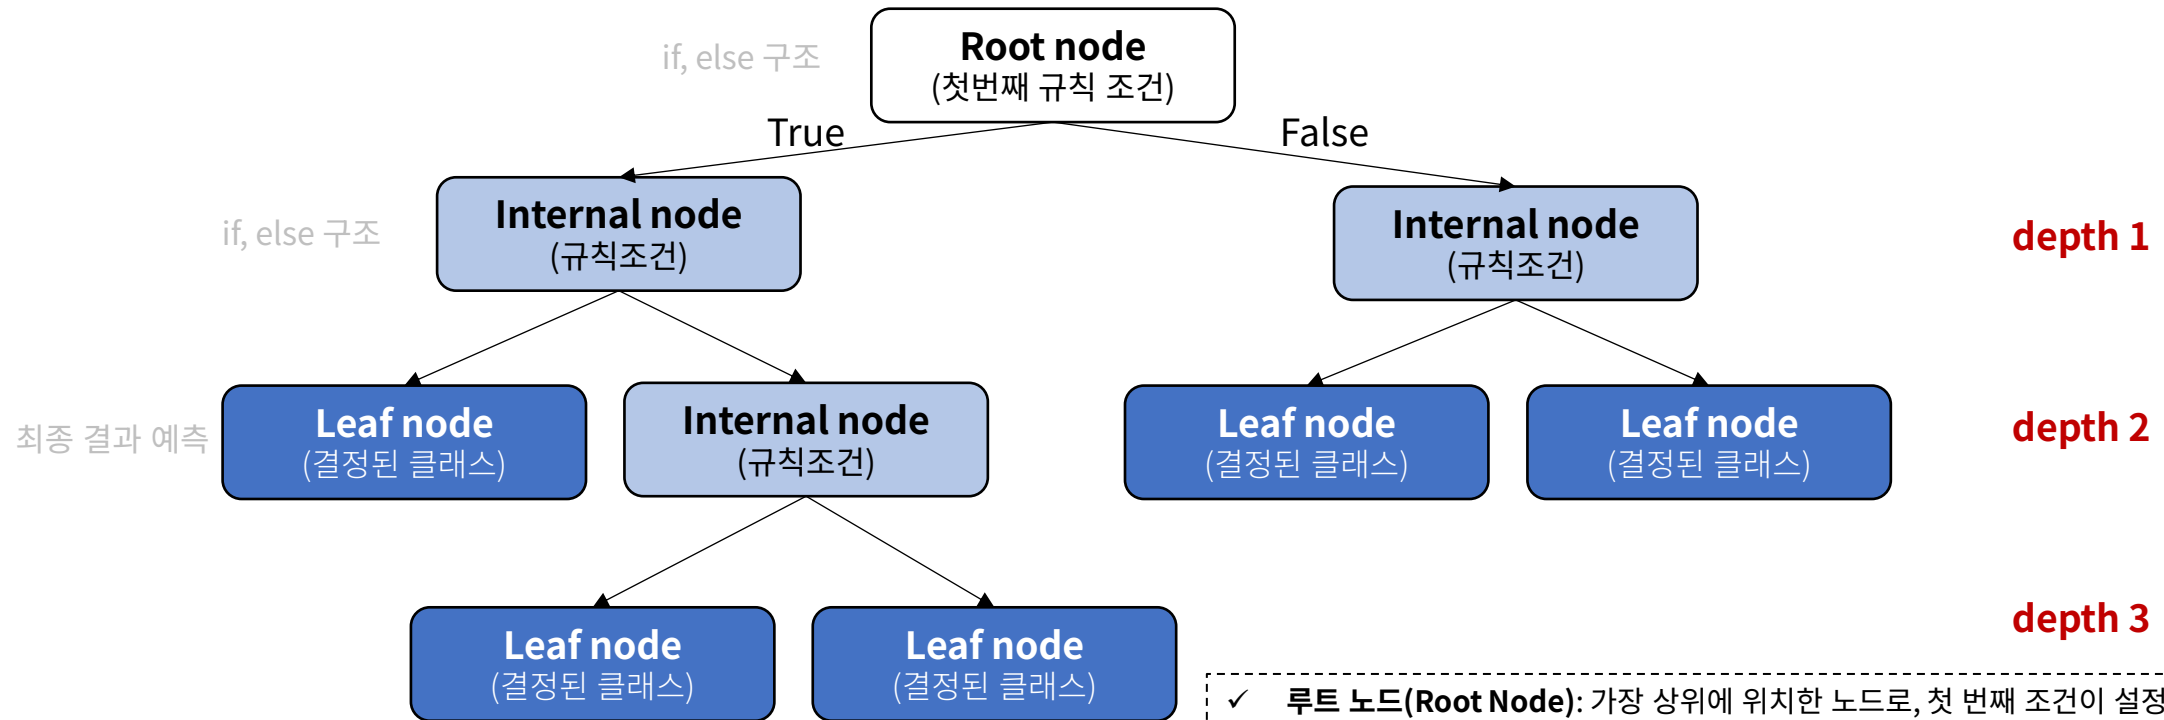 if, else 구조
Root node
(첫번째 규칙 조건)
True
False
if, else 구조
Internal node
(규칙조건)
Internal node
(규칙조건)
depth 1
최종 결과 예측
Leaf node
(결정된 클래스)
Internal node
(규칙조건)
Leaf node
(결정된 클래스)
Leaf node
(결정된 클래스)
depth 2
Leaf node
(결정된 클래스)
Leaf node
(결정된 클래스)
depth 3
✓ 루트 노드(Root Node): 가장 상위에 위치한 노드로, 첫 번째 조건이 설정